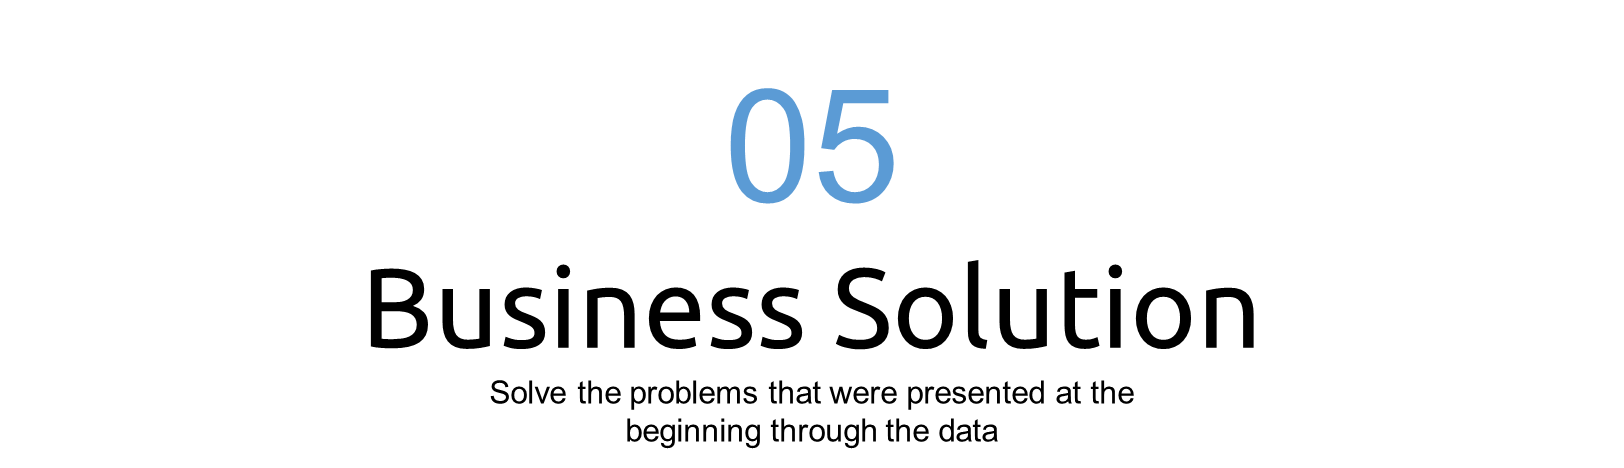 05
Business Solution
Solve the problems that were presented at the
beginning through the data